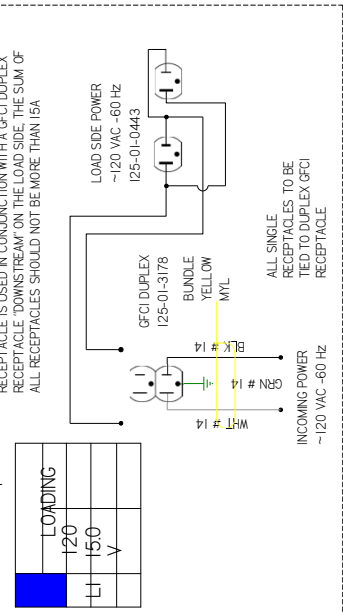 RECEPTACLE IS USED IN CONJUNCTION WITH A GFCI DUPLEX
RECEPTACLE "DOWNSTREAM" ON THE LOAD SIDE, THE SUM OF
ALL RECEPTACLES SHOULD NOT BE MORE THAN 15A
LOAD SIDE POWER
~120 VAC -60 Hz
125-01-0443
GFCI DUPLEX
125-01-3178
BUNDLE
YELLOW
MYL
WHT # 14
GRN # 14
BLK # 14
INCOMING POWER
~120 VAC -60 Hz
ALL SINGLE
RECEPTACLES TO BE
TIED TO DUPLEX GFCI
RECEPTACLE
LOADING
120
L1 15.0
V